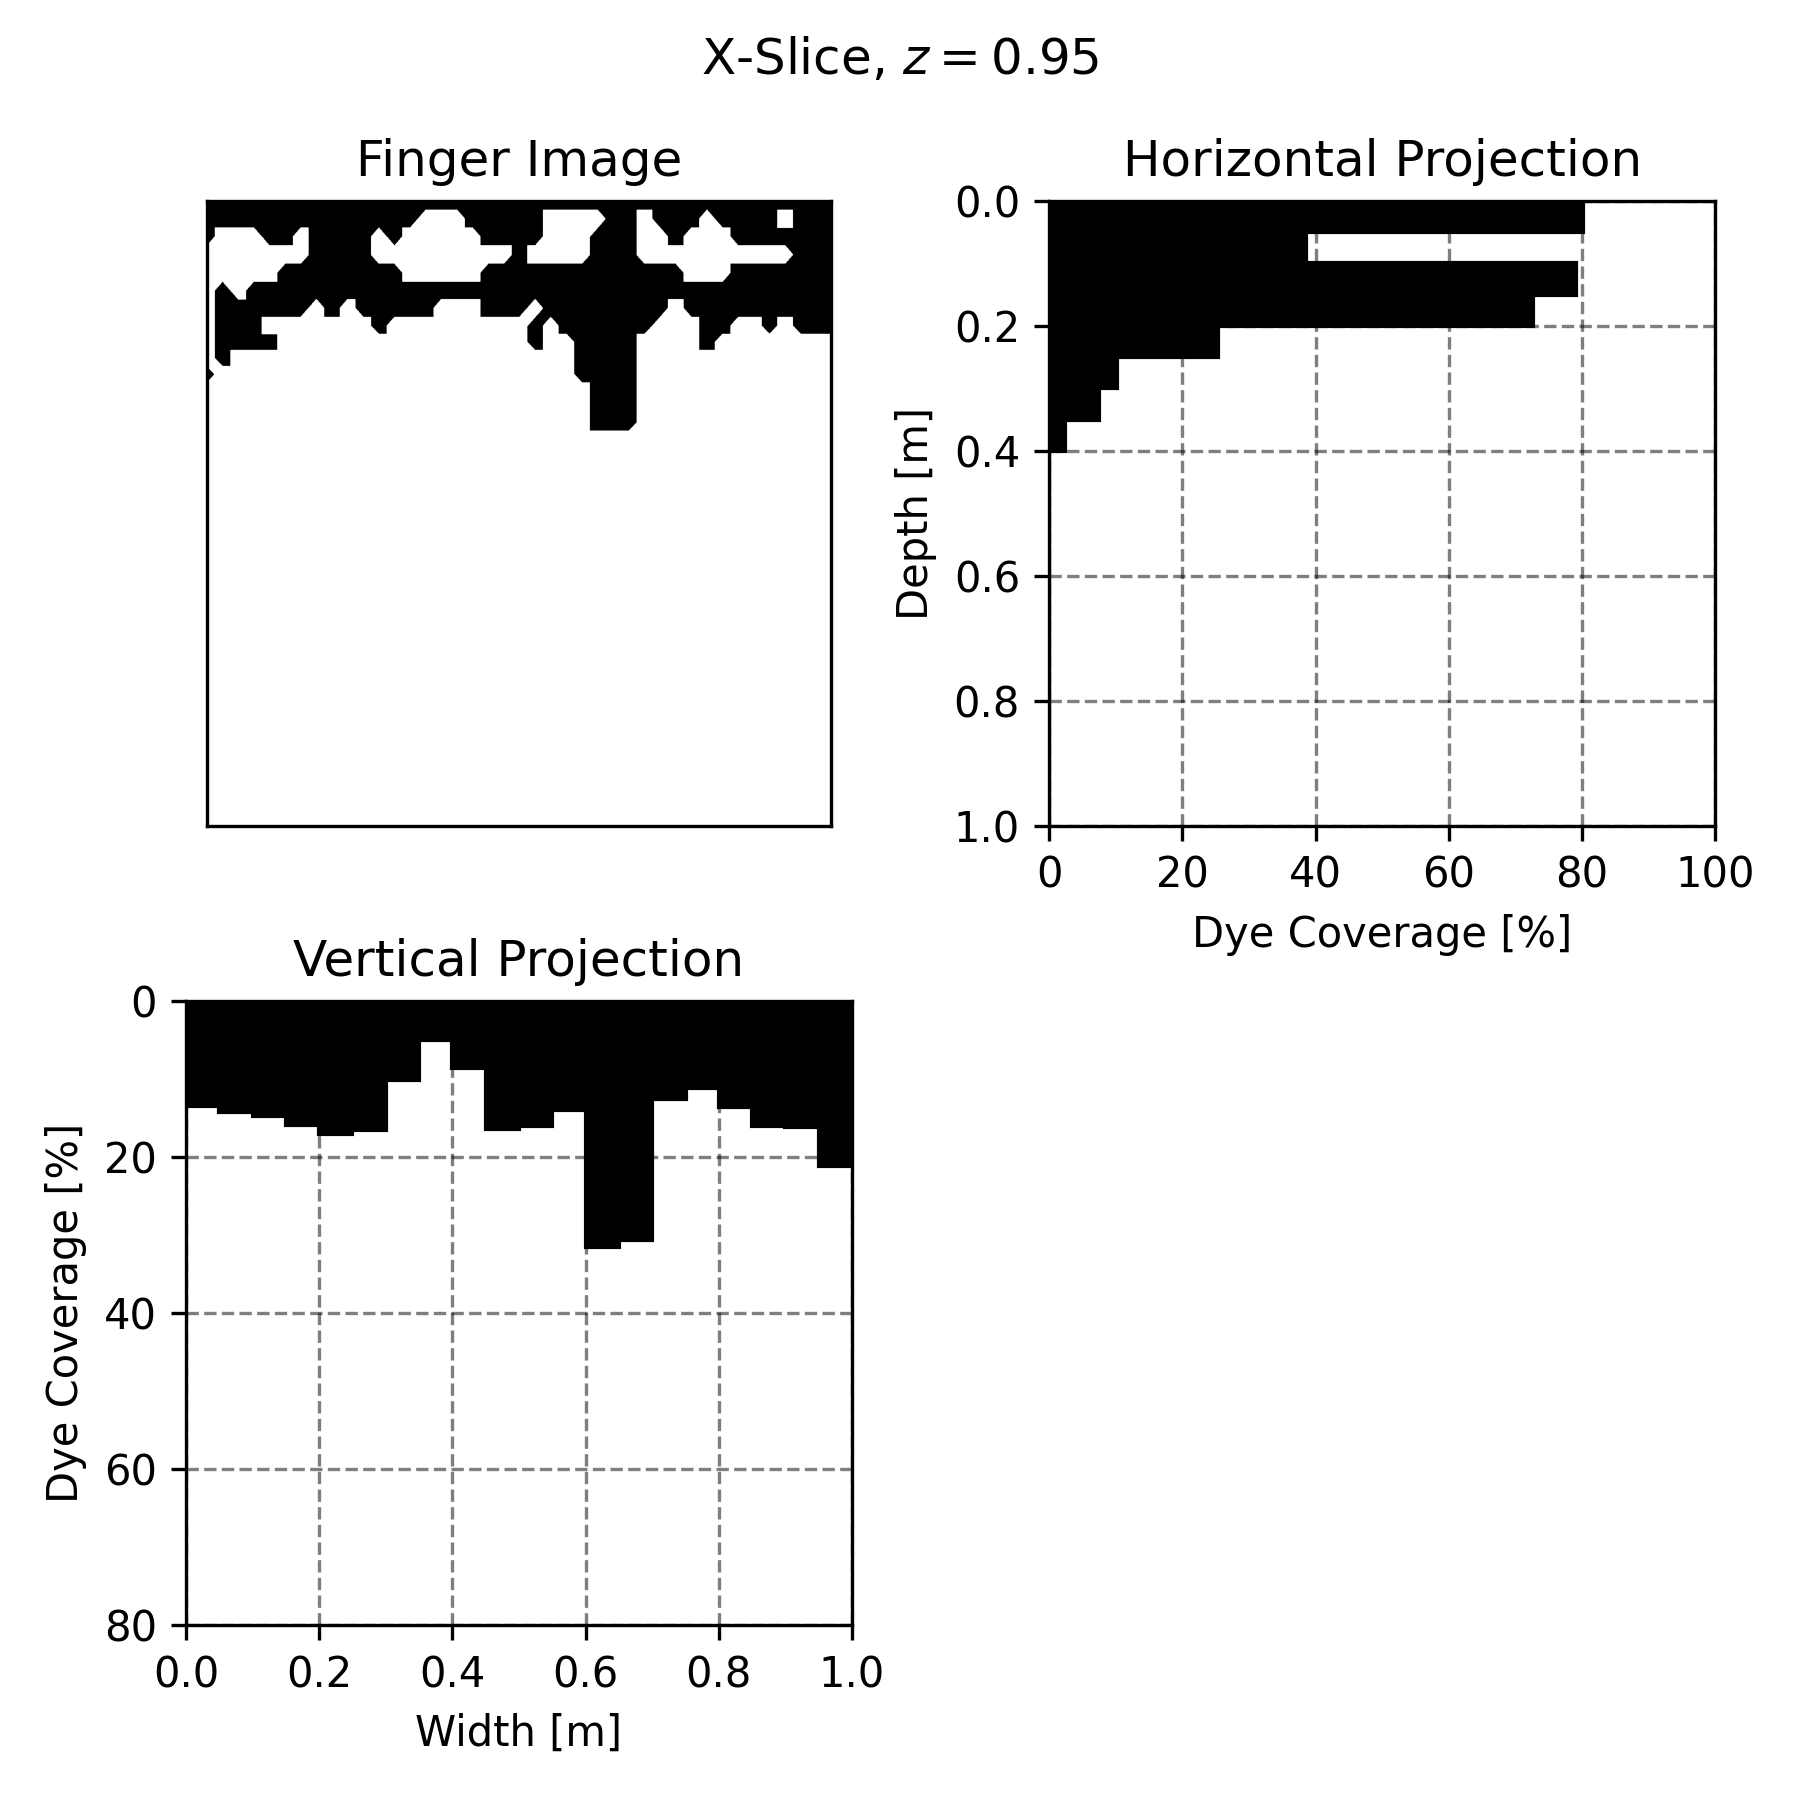 X-Slice, z = 0.95
Finger Image
Horizontal Projection
0.0
0.2
0.4
0.6
0.8
1.0
Depth [m]
0 20 40 60 80 100
Dye Coverage [%]
Vertical Projection
0
20
40
60
80
Dye Coverage [%]
0.0 0.2 0.4 0.6 0.8 1.0
Width [m]